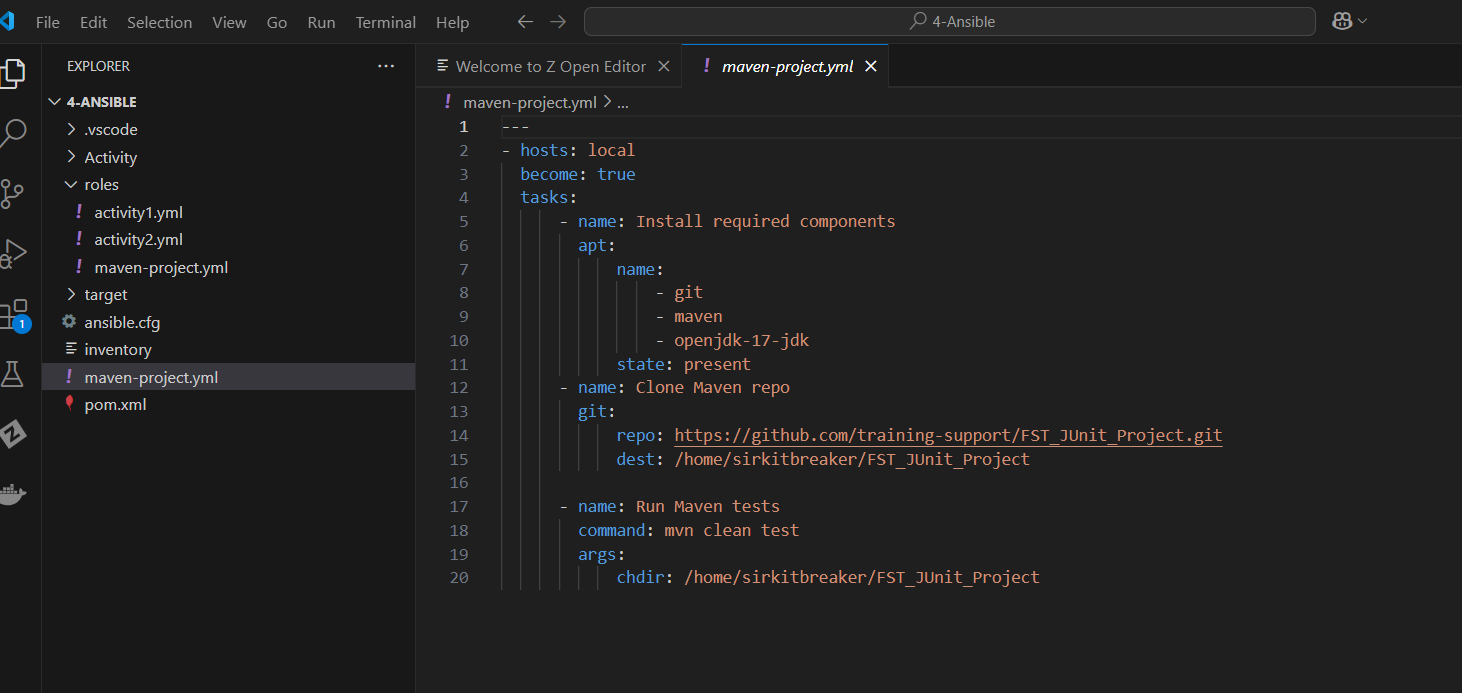 File Edit Selection View Go Run Terminal Help 4-Ansible
EXPLORER ...
Welcome to Z Open Editor
! maven-project.yml
4-ANSIBLE
.vscode
Activity
roles
! activity1.yml
! activity2.yml
! maven-project.yml
target
ansible.cfg
inventory
! maven-project.yml
pom.xml
1
! maven-project.yml > ...
1 ---
2 - hosts: local
3 become: true
4 tasks:
5 - name: Install required components
6 apt:
7 name:
8 - git
9 - maven
10 - openjdk-17-jdk
11 state: present
12 - name: Clone Maven repo
13 git:
14 repo: https://github.com/training-support/FST_JUnit_Project.git
15 dest: /home/sirkitbreaker/FST_JUnit_Project
16
17 - name: Run Maven tests
18 command: mvn clean test
19 args:
20 chdir: /home/sirkitbreaker/FST_JUnit_Project